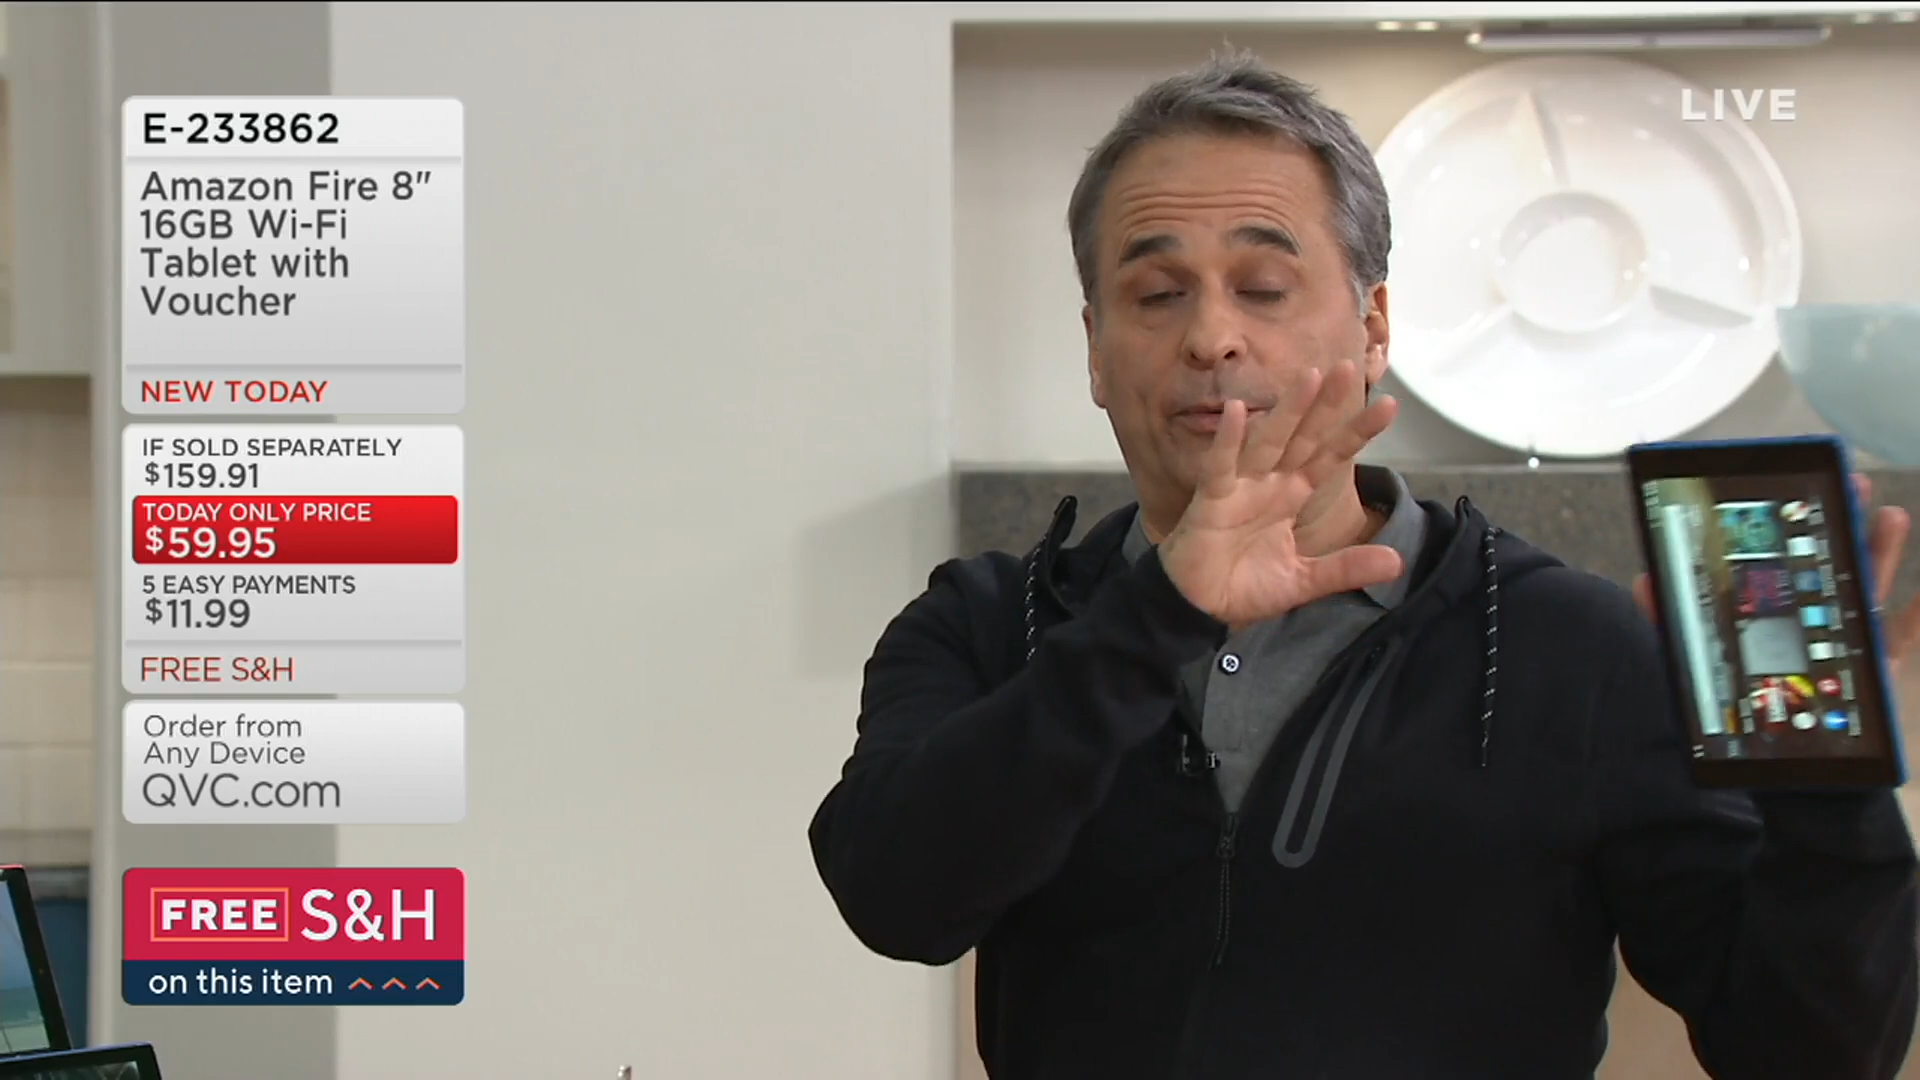 E-233862
Amazon Fire 8"
16GB Wi-Fi
Tablet with
Voucher
NEW TODAY
IF SOLD SEPARATELY
$159.91
TODAY ONLY PRICE
$59.95
5 EASY PAYMENTS
$11.99
FREE S&H
Order from
Any Device
QVC.com
FREE S&H
on this item
LIVE